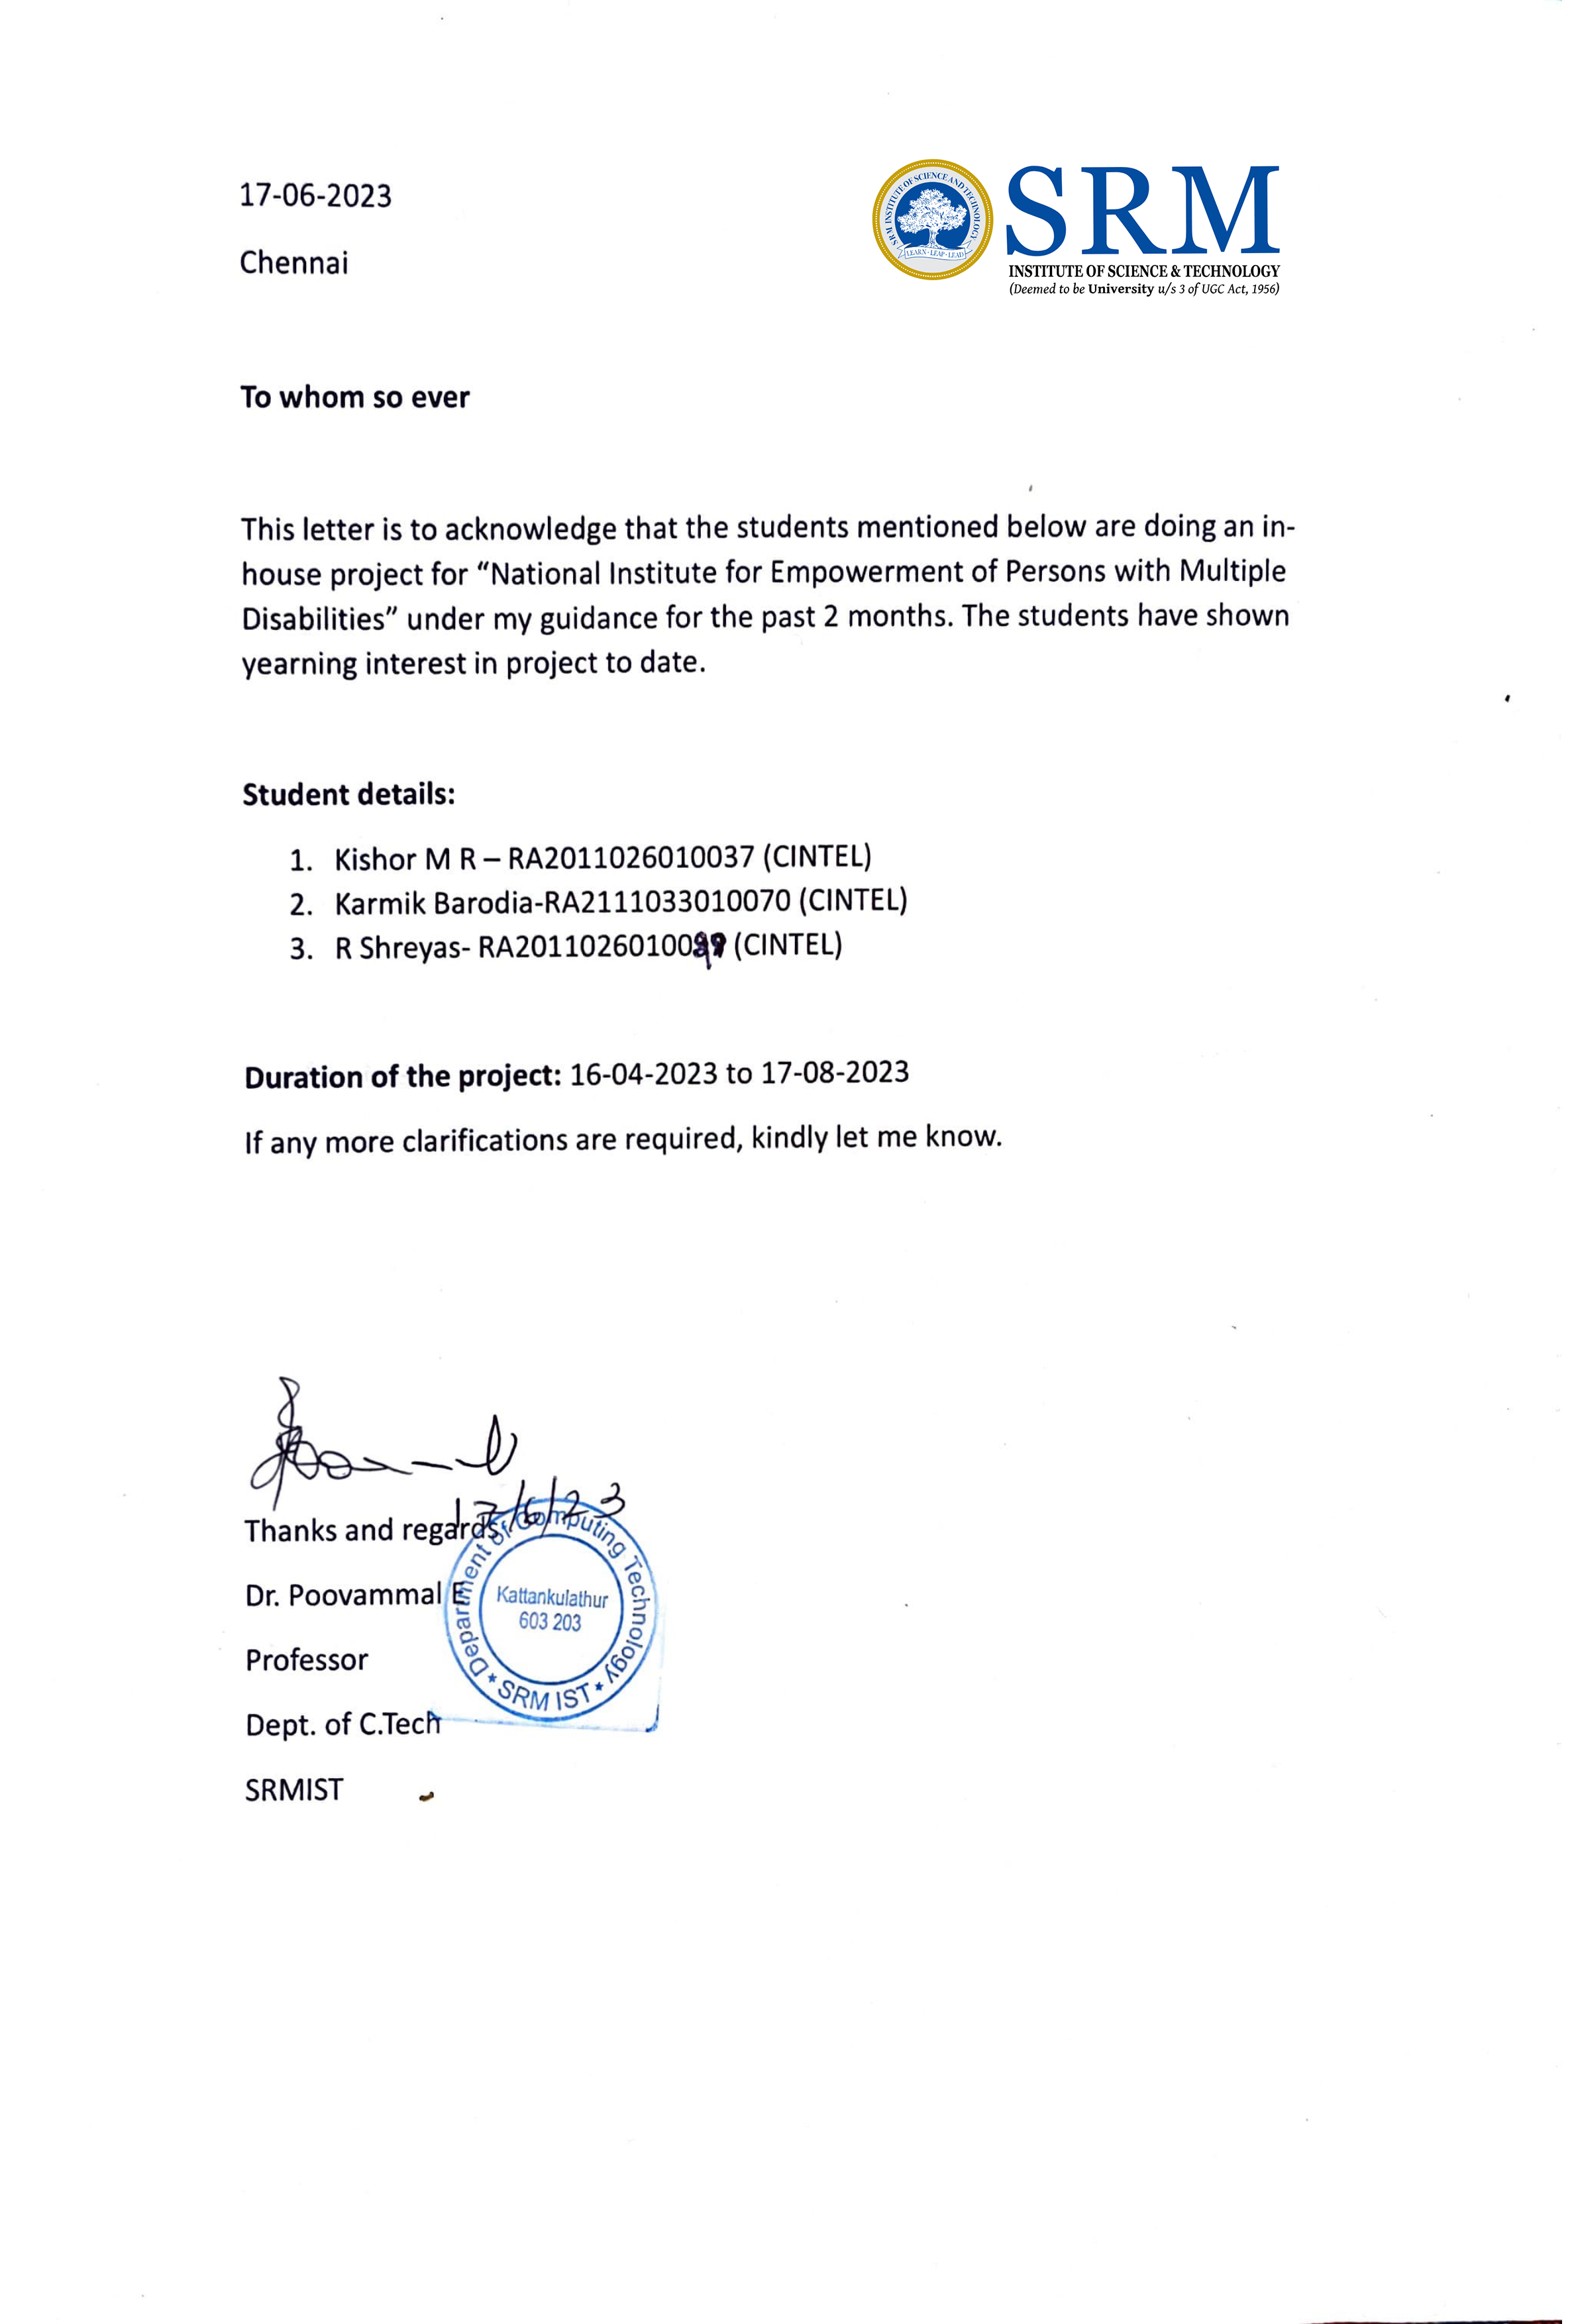 17-06-2023
Chennai
SRM INSTITUTE OF SCIENCE AND TECHNOLOGY
LEARN - LEAP - LEAD
SRM
INSTITUTE OF SCIENCE & TECHNOLOGY
(Deemed to be University u/s 3 of UGC Act, 1956)
To whom so ever
This letter is to acknowledge that the students mentioned below are doing an in-
house project for “National Institute for Empowerment of Persons with Multiple
Disabilities” under my guidance for the past 2 months. The students have shown
yearning interest in project to date.
Student details:
1. Kishor M R – RA2011026010037 (CINTEL)
2. Karmik Barodia-RA2111033010070 (CINTEL)
3. R Shreyas- (CINTEL)
Duration of the project: 16-04-2023 to 17-08-2023
If any more clarifications are required, kindly let me know.
17/6/23
Thanks and regards,
Dr. Poovammal E
Professor
Dept. of C.Tech
SRMIST
Department of Computing Technology
Kattankulathur
603 203
* SRM IST *